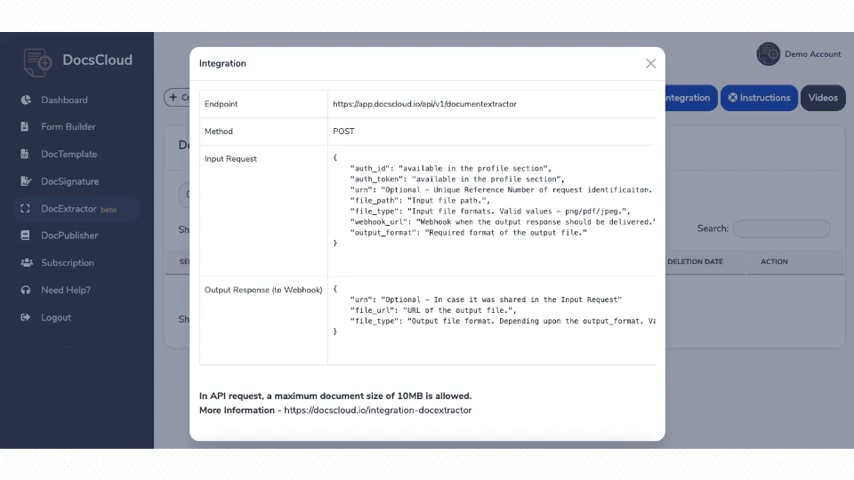 DocsCloud
Dashboard
Form Builder
DocTemplate
DocSignature
DocExtractor beta
DocPublisher
Subscription
Need Help?
Logout
Demo Account
Instructions
Videos
Search:
DELETION DATE
ACTION
Integration
Endpoint
https://app.docscloud.io/api/v1/documentextractor
Method
POST
Input Request
{
"auth_id": "available in the profile section",
"auth_token": "available in the profile section",
"urn": "Optional – Unique Reference Number of request identificaiton.
"file_path": "Input file path.",
"file_type": "Input file formats. Valid values – png/pdf/jpeg.",
"webhook_url": "Webhook when the output response should be delivered."
"output_format": "Required format of the output file."
}
Output Response (to Webhook)
{
"urn": "Optional – In case it was shared in the Input Request"
"file_url": "URL of the output file.",
"file_type": "Output file format. Depending upon the output_format.
}
In API request, a maximum document size of 10MB is allowed.
More Information - https://docscloud.io/integration-docextractor